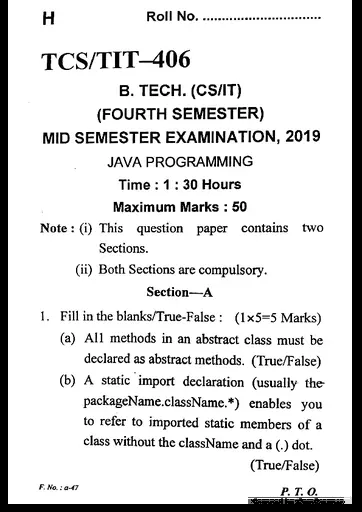 H
Roll No. ................................
TCS/TIT–406
B. TECH. (CS/IT)
(FOURTH SEMESTER)
MID SEMESTER EXAMINATION, 2019
JAVA PROGRAMMING
Time : 1 : 30 Hours
Maximum Marks : 50
Note : (i) This question paper contains two
Sections.
(ii) Both Sections are compulsory.
Section—A
1. Fill in the blanks/True-False : (1×5=5 Marks)
(a) All methods in an abstract class must be
declared as abstract methods. (True/False)
(b) A static import declaration (usually the
packageName.className.*) enables you
to refer to imported static members of a
class without the className and a (.) dot.
(True/False)
F. No. : a-47
P. T. O.